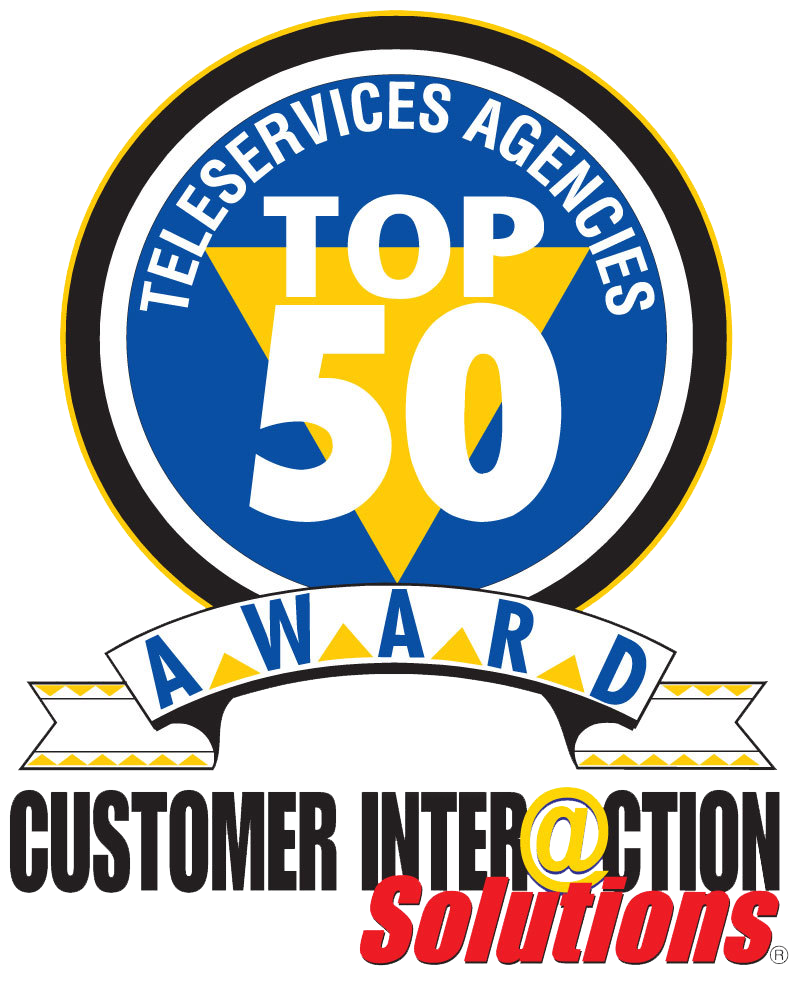 TELESERVICES AGENCIES
TOP
50
AWARD
CUSTOMER INTER@CTION
Solutions®